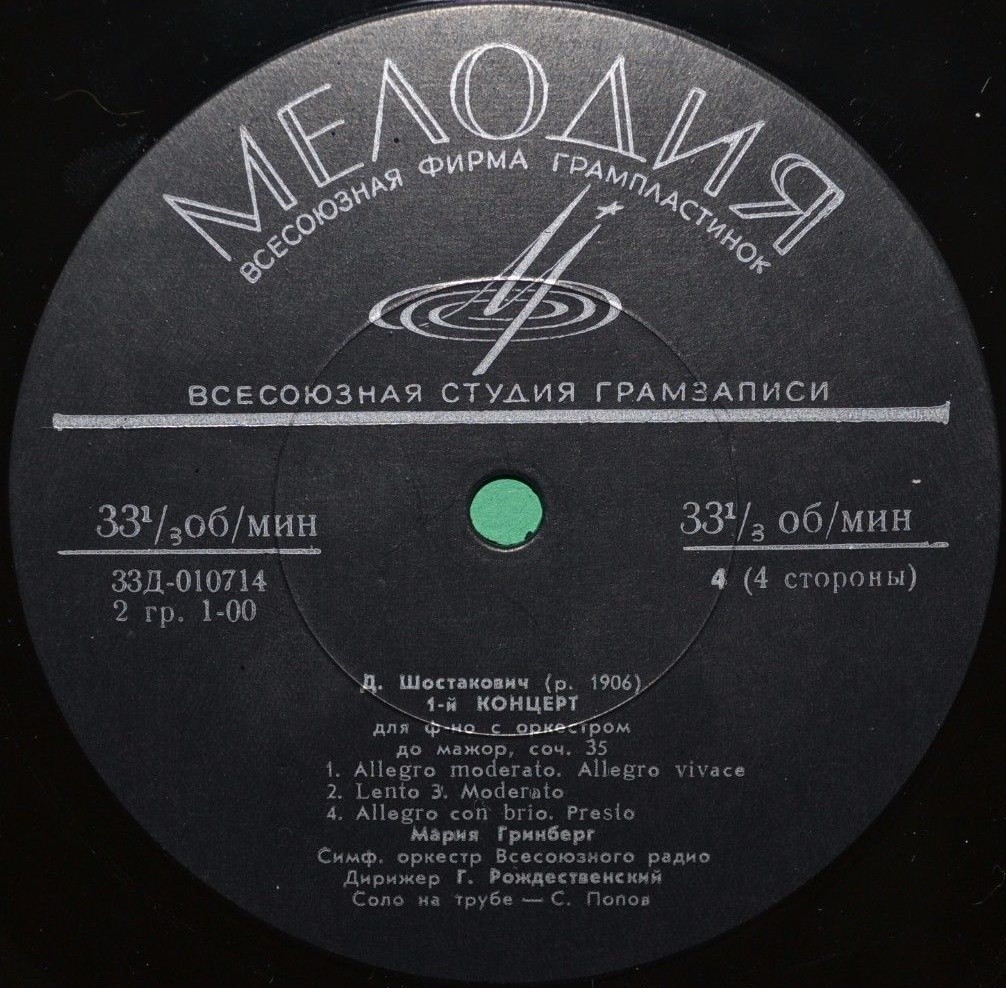 МЕЛОДИЯ
ВСЕСОЮЗНАЯ ФИРМА ГРАМПЛАСТИНОК
ВСЕСОЮЗНАЯ СТУДИЯ ГРАМЗАПИСИ
33¹/₃ об/мин 33¹/₃ об/мин
33Д-010714 4 (4 стороны)
2 гр. 1-00
Д. Шостакович (р. 1906)
1-й КОНЦЕРТ
для ф-но с оркестром
до мажор, соч. 35
1. Allegro moderato. Allegro vivace
2. Lento 3. Moderato
4. Allegro con brio. Presto
Мария Гринберг
Симф. оркестр Всесоюзного радио
Дирижер Г. Рождественский
Соло на трубе — С. Попов